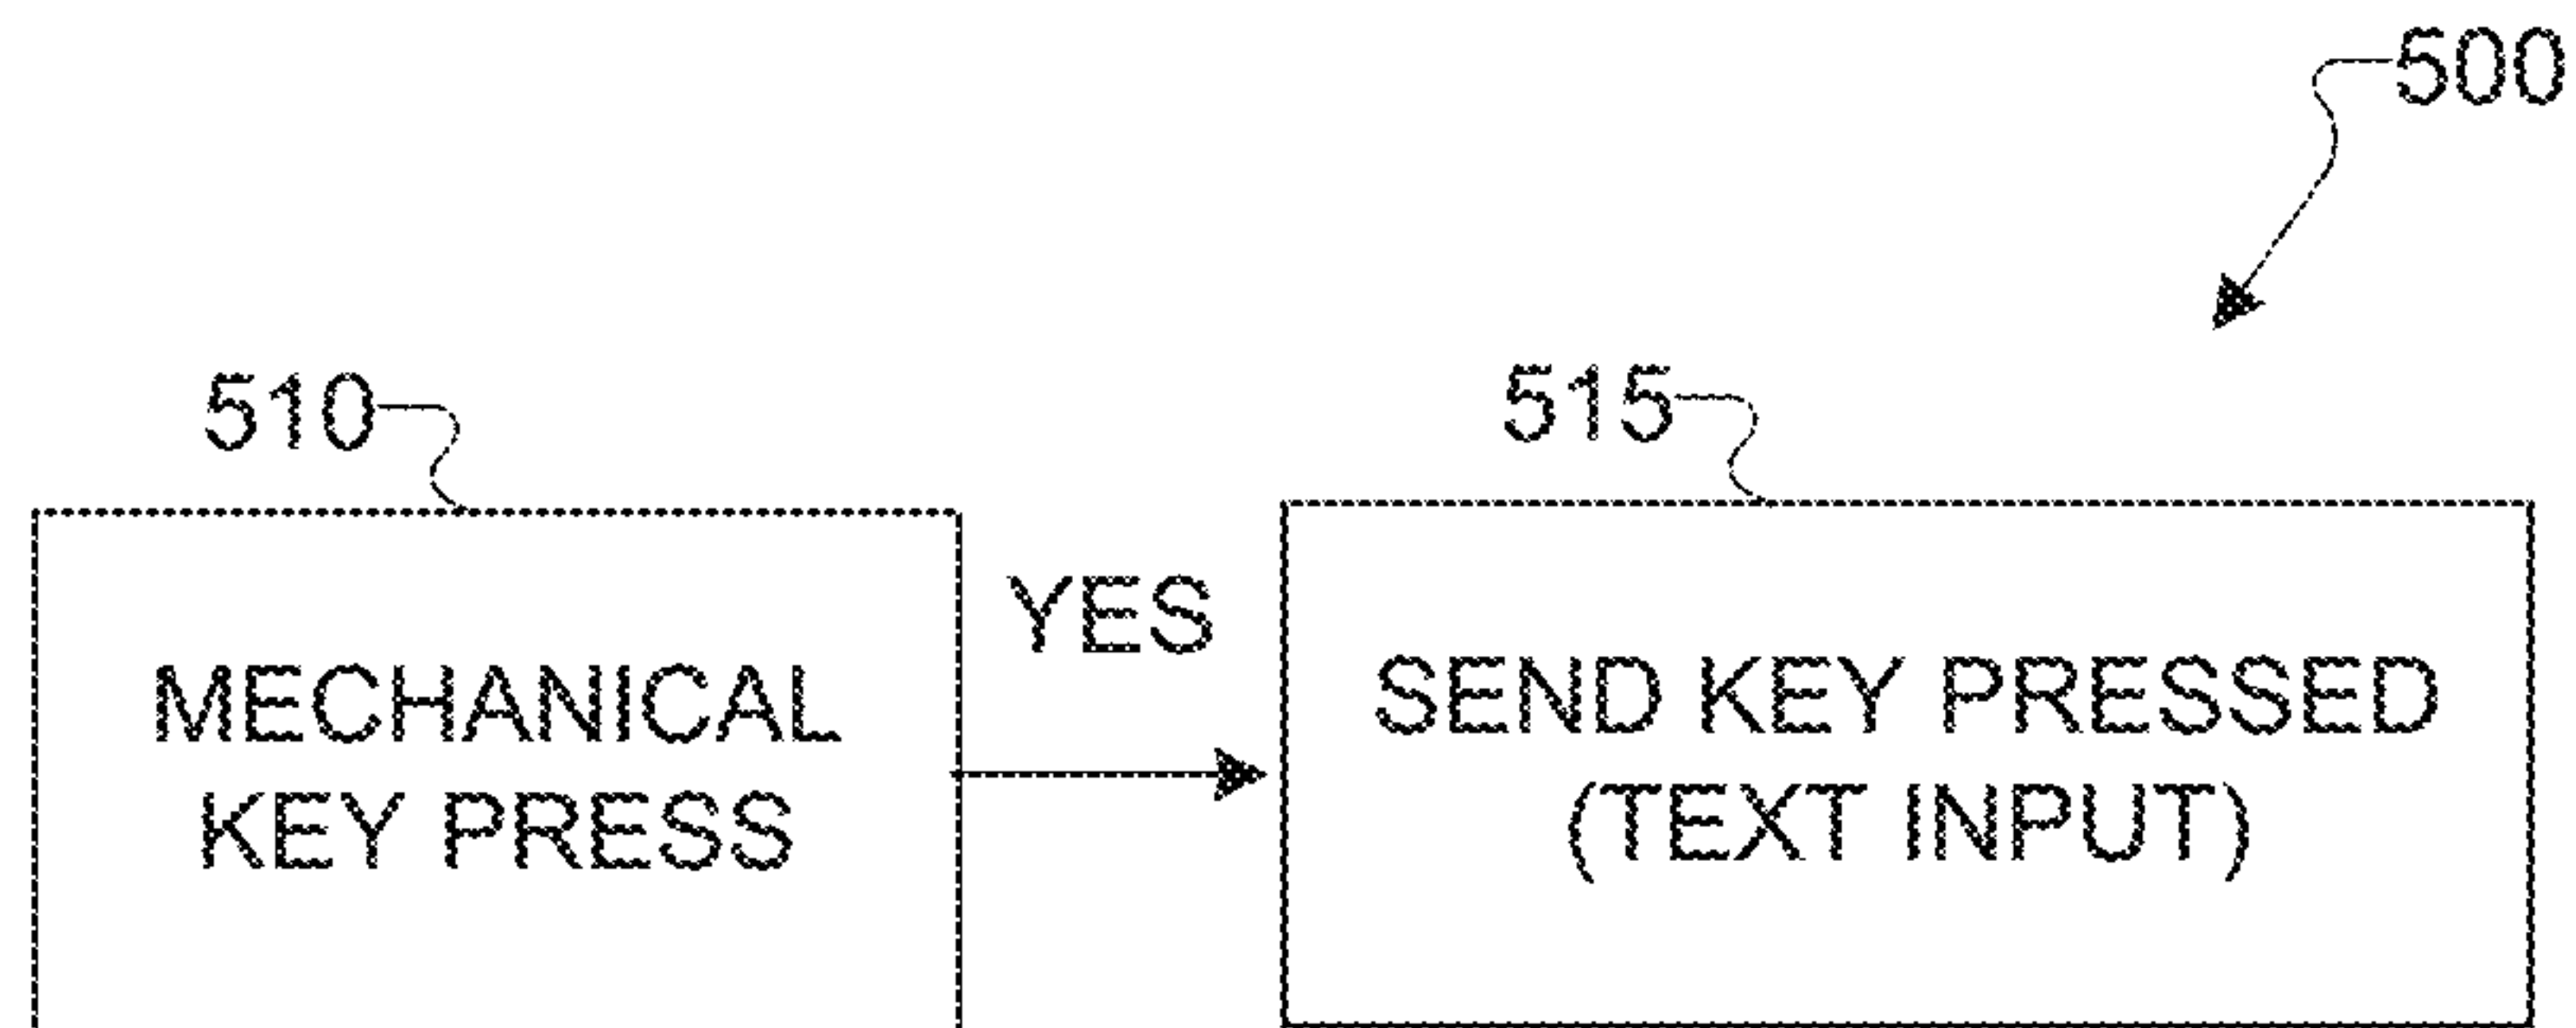 500
510
515
YES
MECHANICAL
KEY PRESS
SEND KEY PRESSED
(TEXT INPUT)